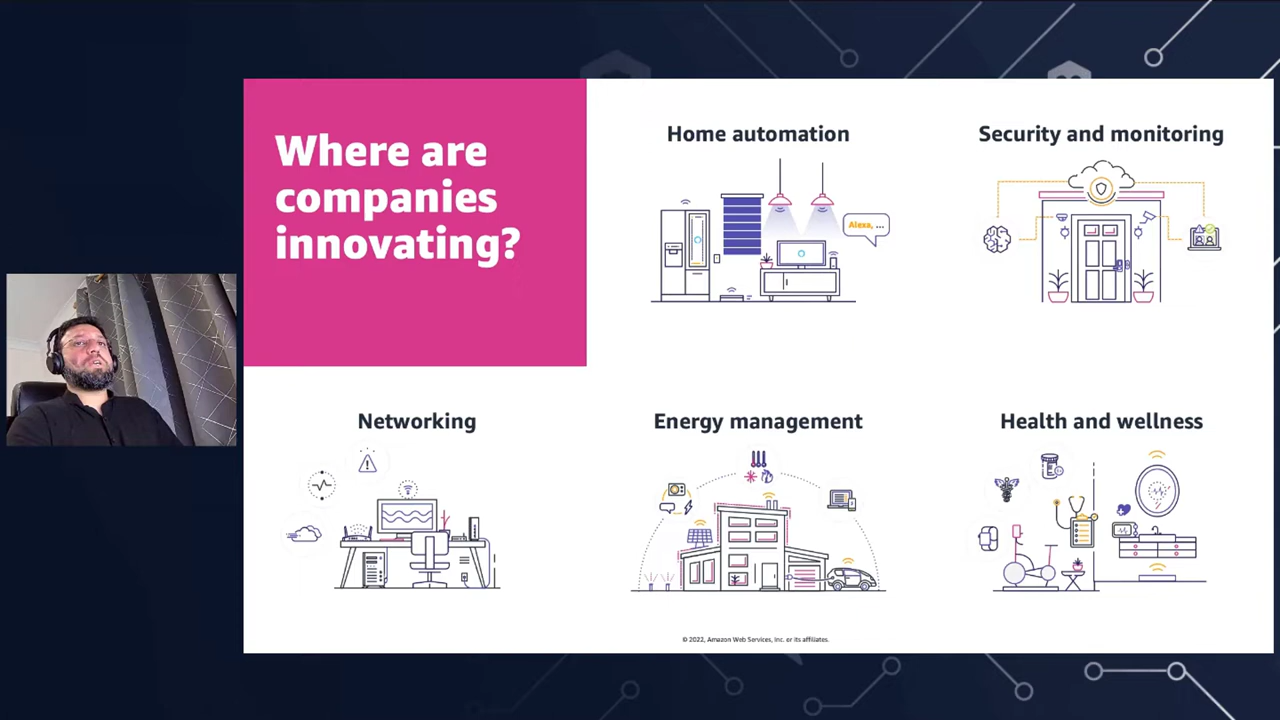 Where are
companies
innovating?
Home automation
Alexa, ...
Security and monitoring
Networking
Energy management
Health and wellness
© 2022, Amazon Web Services, Inc. or its affiliates.